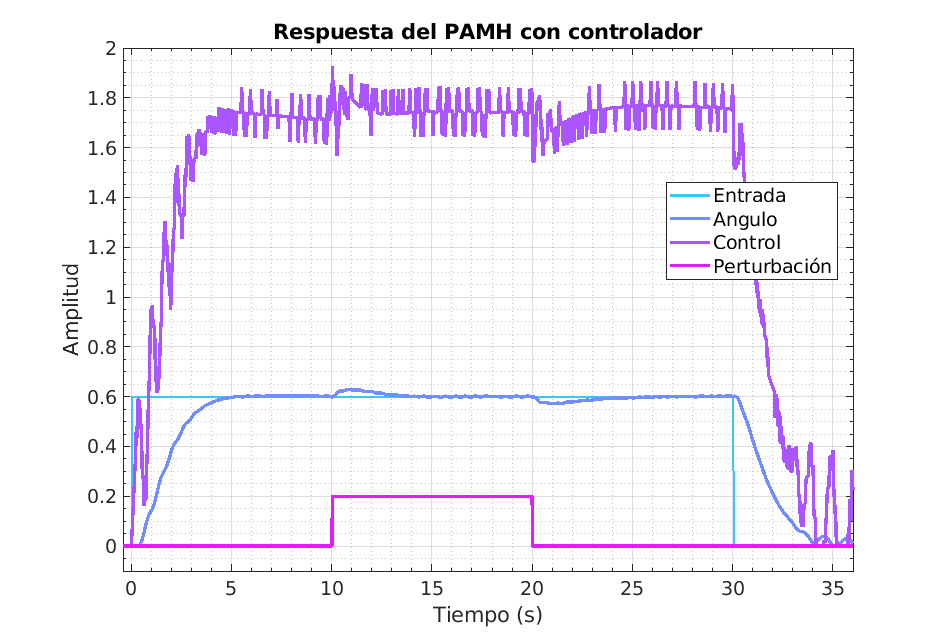 Respuesta del PAMH con controlador
2
1.8
1.6
1.4
1.2
1
0.8
0.6
0.4
0.2
0
Amplitud
Entrada
Angulo
Control
Perturbación
0 5 10 15 20 25 30 35
Tiempo (s)